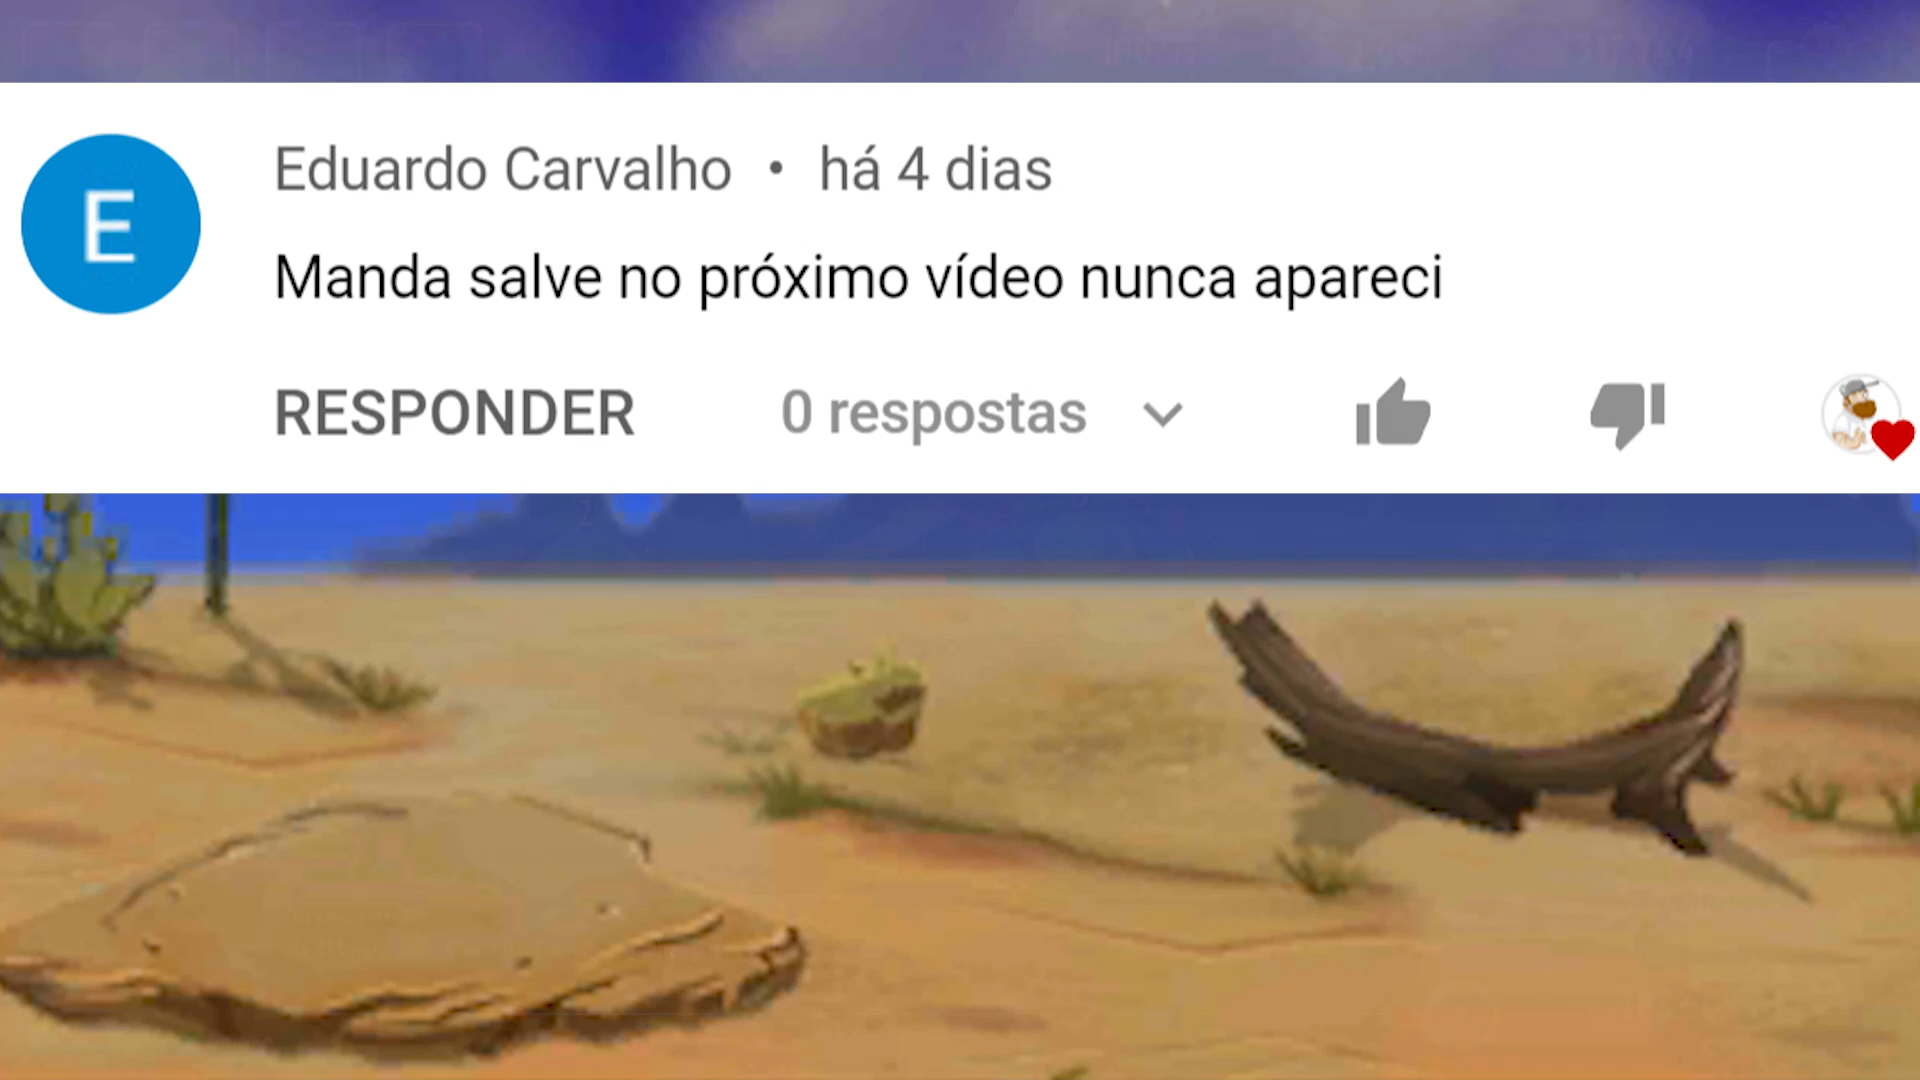 E
Eduardo Carvalho • há 4 dias
Manda salve no próximo vídeo nunca apareci
RESPONDER 0 respostas